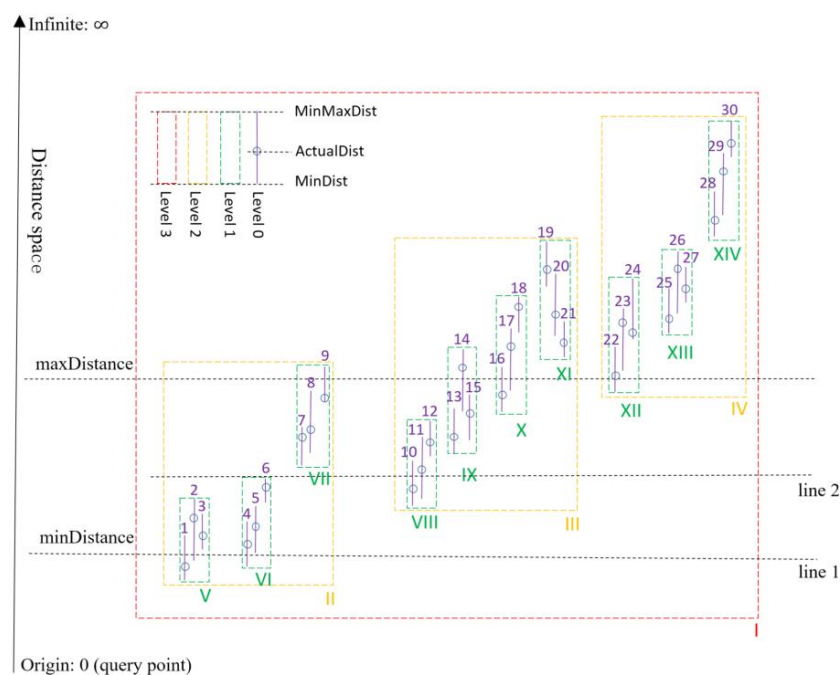 Infinite: ∞
MinMaxDist
ActualDist
MinDist
Level 3
Level 2
Level 1
Level 0
Distance space
30
29
28
XIV
19
20
21
XI
26
27
25
XIII
24
23
22
XII
IV
18
17
16
X
14
13
15
IX
maxDistance
9
8
7
VII
12
11
10
VIII
III
line 2
6
5
4
VI
2
3
1
V
II
minDistance
line 1
I
Origin: 0 (query point)